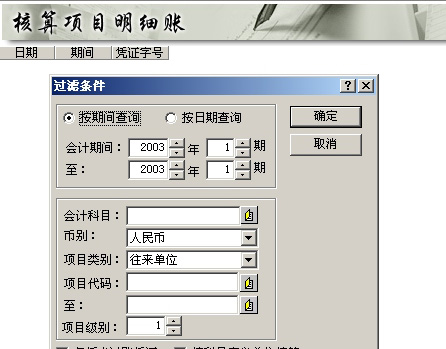 核算项目明细账
日期 期间 凭证字号
过滤条件
按期间查询 按日期查询 确定
会计期间： 2003 年 1 期 取消
至： 2003 年 1 期
会计科目：
币别： 人民币
项目类别： 往来单位
项目代码：
至：
项目级别： 1